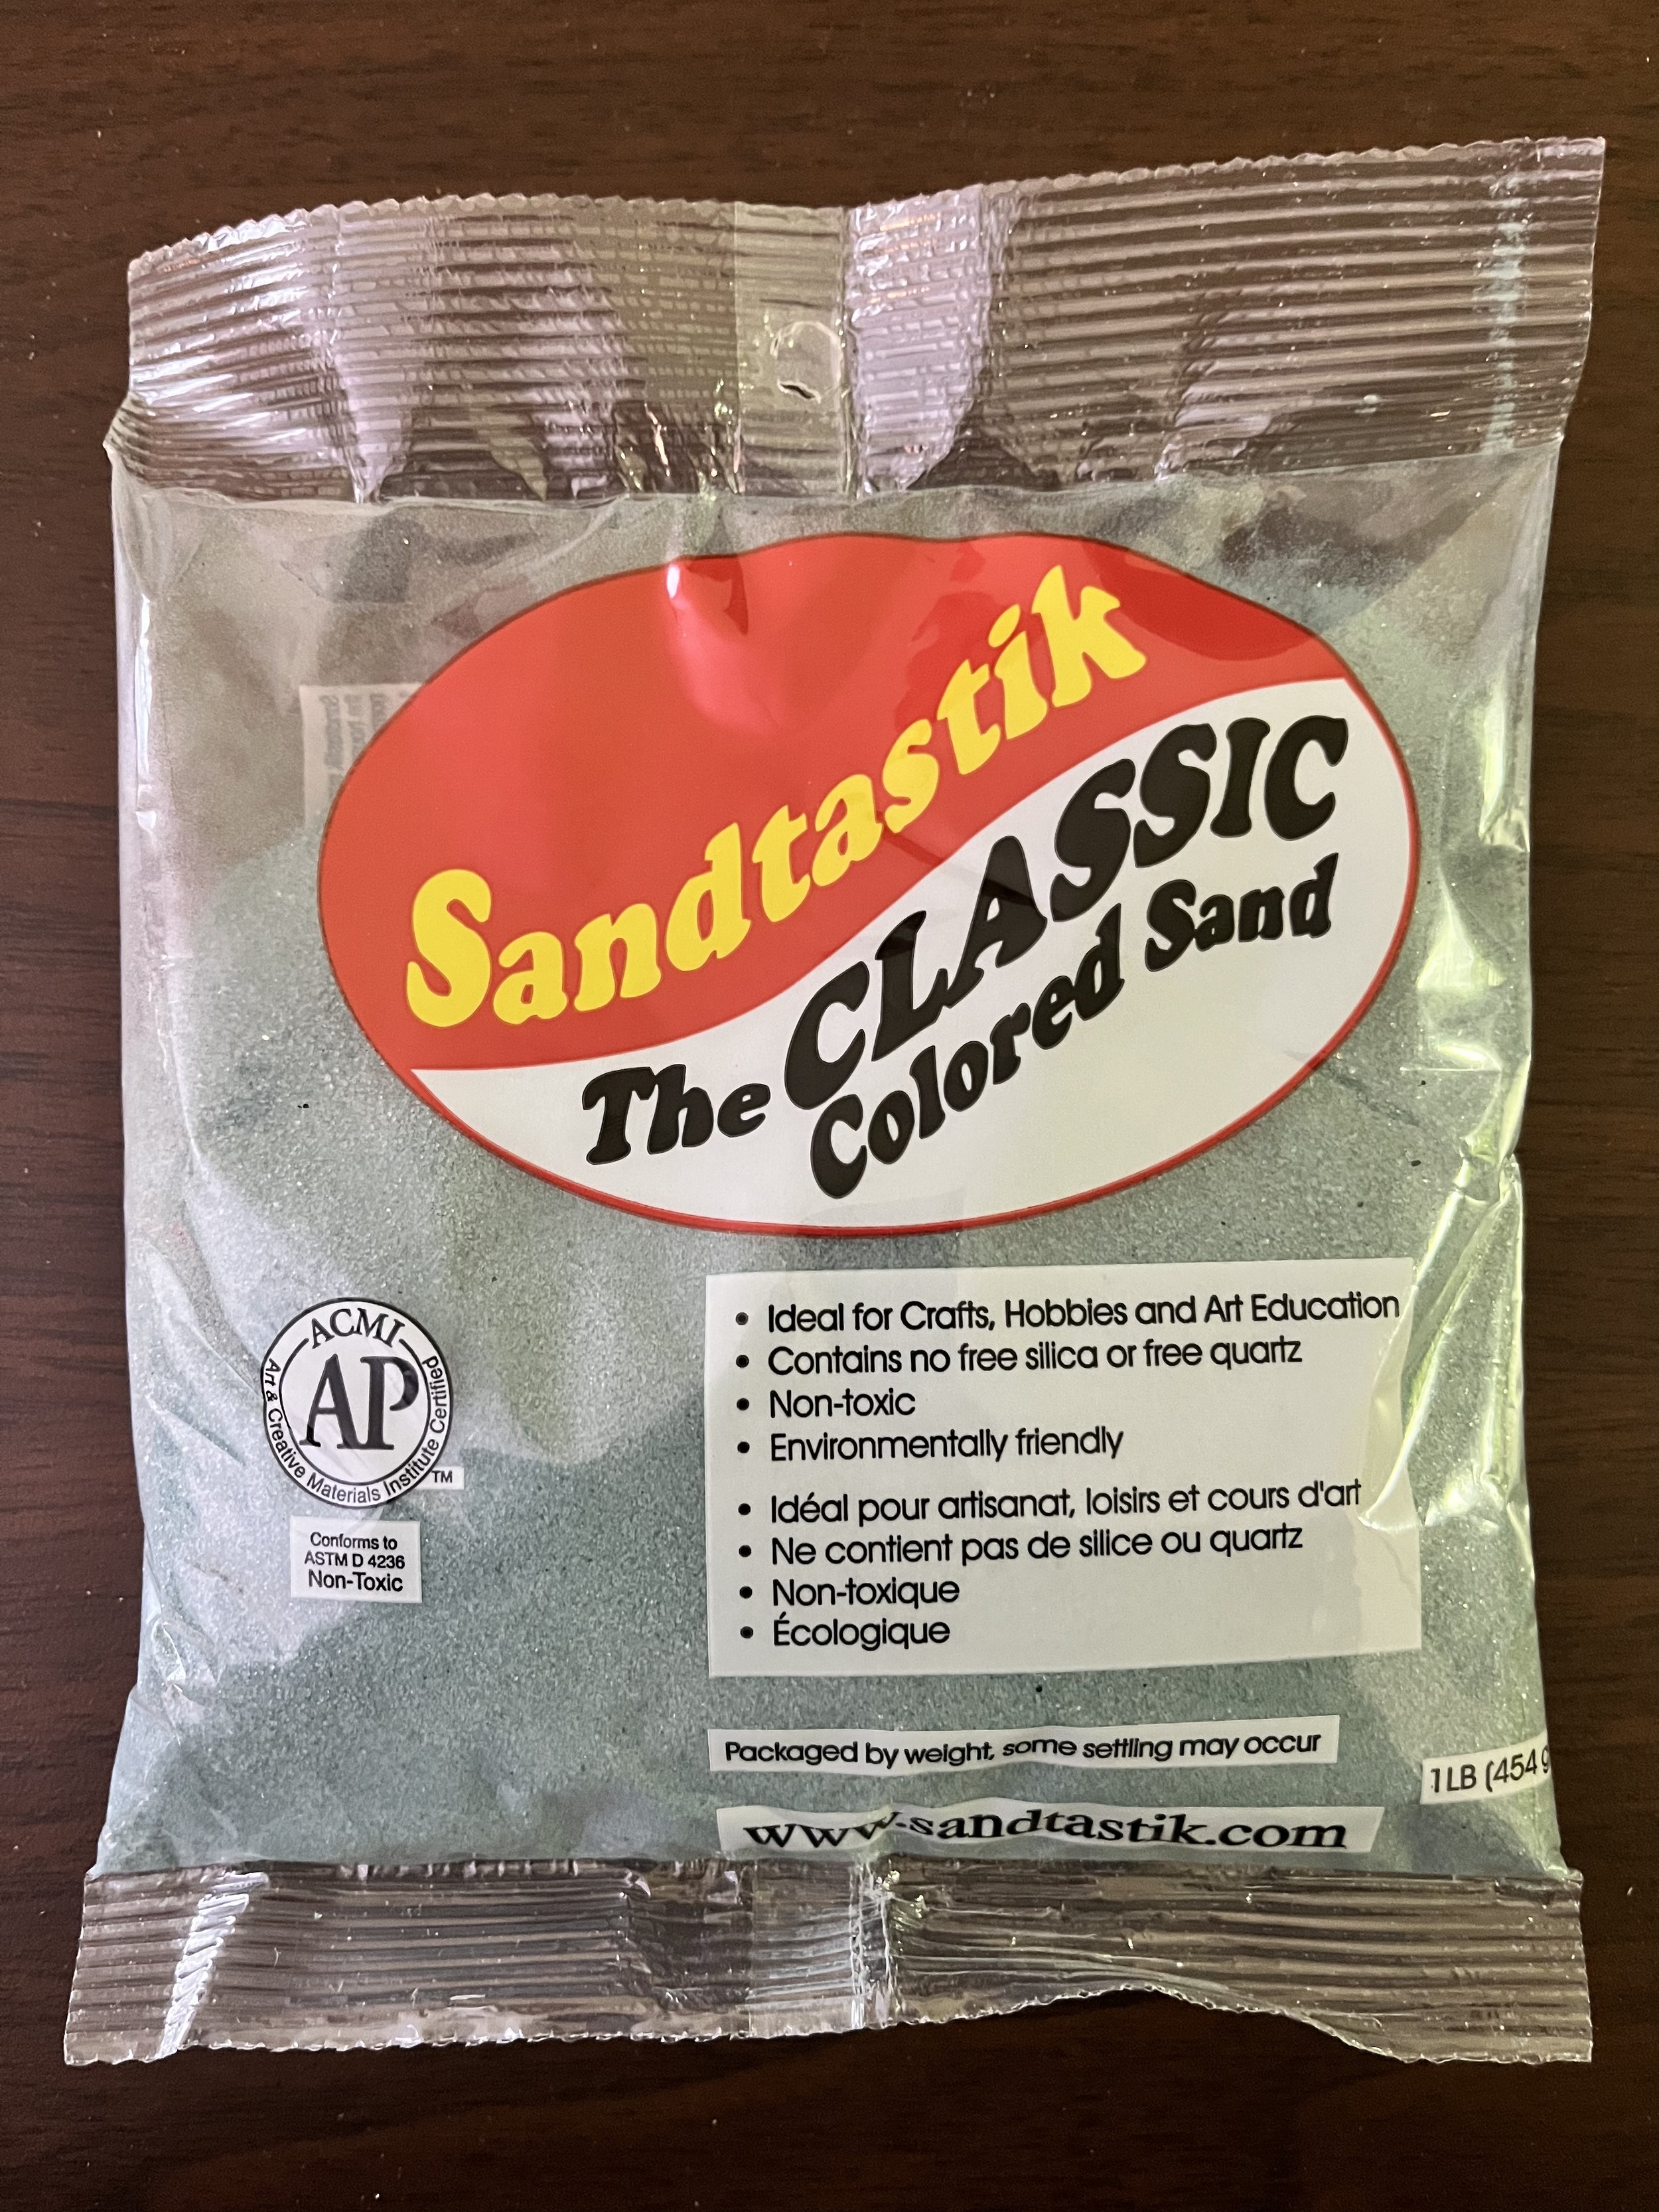 Sandtastik
The CLASSIC
Colored Sand
ACMI
AP
Art & Creative Materials Institute Certified
TM
Conforms to
ASTM D 4236
Non-Toxic
• Ideal for Crafts, Hobbies and Art Education
• Contains no free silica or free quartz
• Non-toxic
• Environmentally friendly
• Idéal pour artisanat, loisirs et cours d'art
• Ne contient pas de silice ou quartz
• Non-toxique
• Écologique
Packaged by weight, some settling may occur
1 LB (454 g
www.sandtastik.com